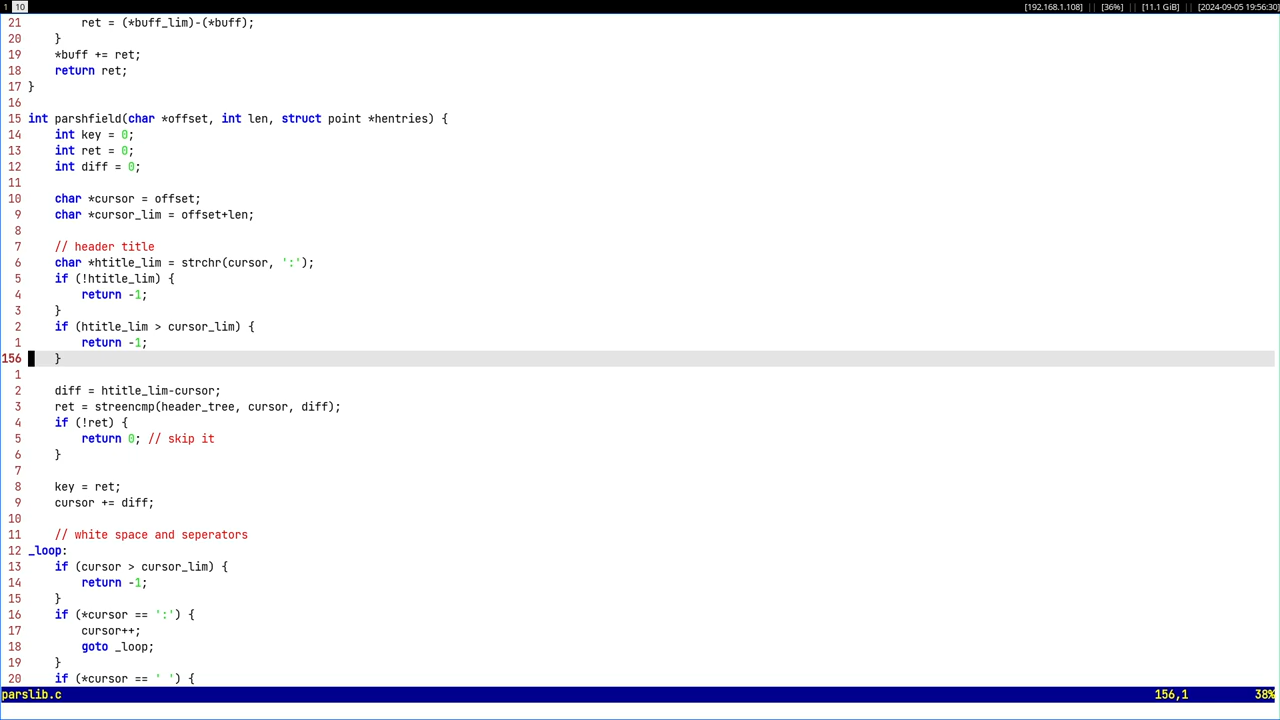 1 10 [192.168.1.108] || [36%] || [11.1 GiB] || [2024-09-05 19:56:30]
21         ret = (*buff_lim)-(*buff);
20     }
19     *buff += ret;
18     return ret;
17 }
16
15 int parshfield(char *offset, int len, struct point *hentries) {
14     int key = 0;
13     int ret = 0;
12     int diff = 0;
11
10     char *cursor = offset;
9     char *cursor_lim = offset+len;
8
7     // header title
6     char *htitle_lim = strchr(cursor, ':');
5     if (!htitle_lim) {
4         return -1;
3     }
2     if (htitle_lim > cursor_lim) {
1         return -1;
156     }
1
2     diff = htitle_lim-cursor;
3     ret = streencmp(header_tree, cursor, diff);
4     if (!ret) {
5         return 0; // skip it
6     }
7
8     key = ret;
9     cursor += diff;
10
11     // white space and seperators
12 _loop:
13     if (cursor > cursor_lim) {
14         return -1;
15     }
16     if (*cursor == ':') {
17         cursor++;
18         goto _loop;
19     }
20     if (*cursor == ' ') {
parslib.c 156,1 38%